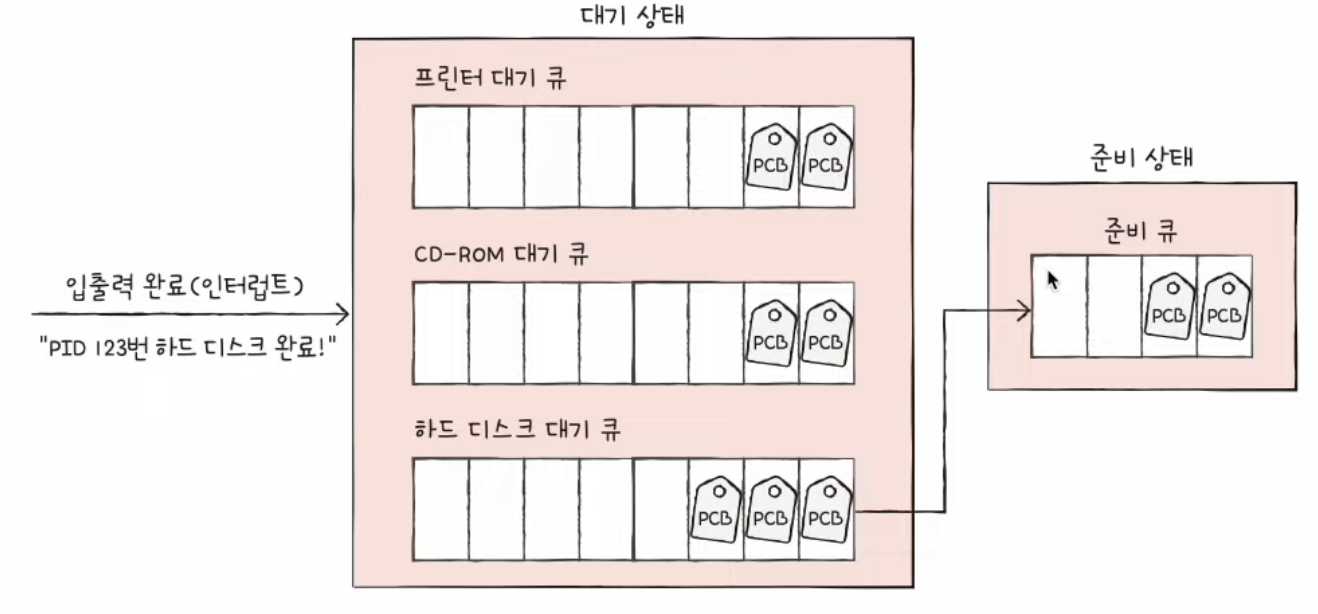 대기 상태
프린터 대기 큐
PCB PCB
준비 상태
준비 큐
CD-ROM 대기 큐
입출력 완료(인터럽트)
"PID 123번 하드 디스크 완료!"
PCB PCB
PCB PCB
하드 디스크 대기 큐
PCB PCB PCB